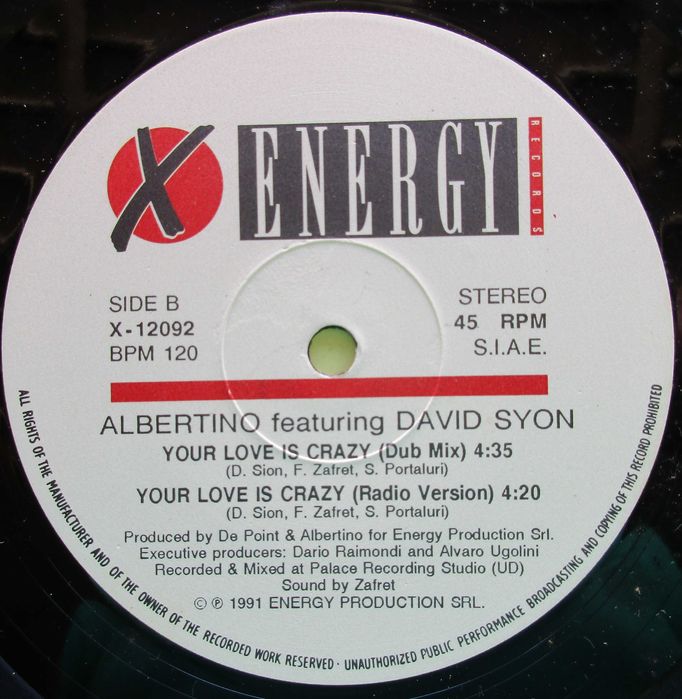 X ENERGY RECORDS
SIDE B
X-12092
BPM 120
STEREO
45 RPM
S.I.A.E.
ALBERTINO featuring DAVID SYON
YOUR LOVE IS CRAZY (Dub Mix) 4:35
(D. Sion, F. Zafret, S. Portaluri)
YOUR LOVE IS CRAZY (Radio Version) 4:20
(D. Sion, F. Zafret, S. Portaluri)
Produced by De Point & Albertino for Energy Production Srl.
Executive producers: Dario Raimondi and Alvaro Ugolini
Recorded & Mixed at Palace Recording Studio (UD)
Sound by Zafret
© ℗ 1991 ENERGY PRODUCTION SRL.
ALL RIGHTS OF THE MANUFACTURER AND OF THE OWNER OF THE RECORDED WORK RESERVED · UNAUTHORIZED PUBLIC PERFORMANCE BROADCASTING AND COPYING OF THIS RECORD PROHIBITED